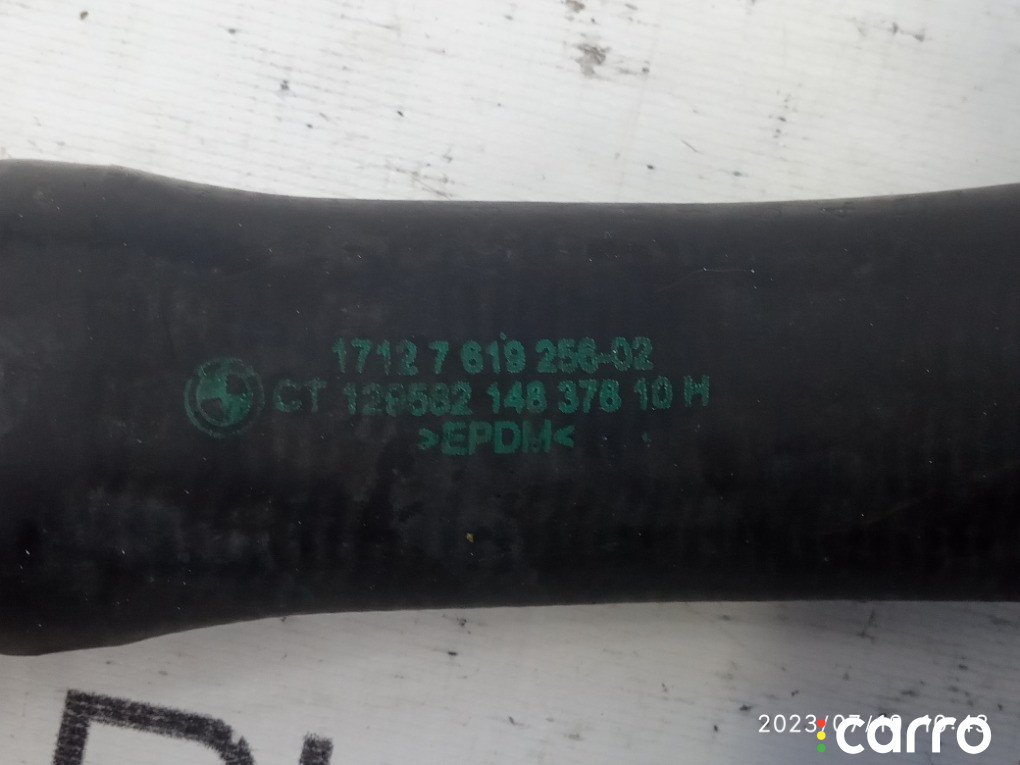 1712 7 619 256-02
CT 128582 148 378 10 H
>EPDM<
carro